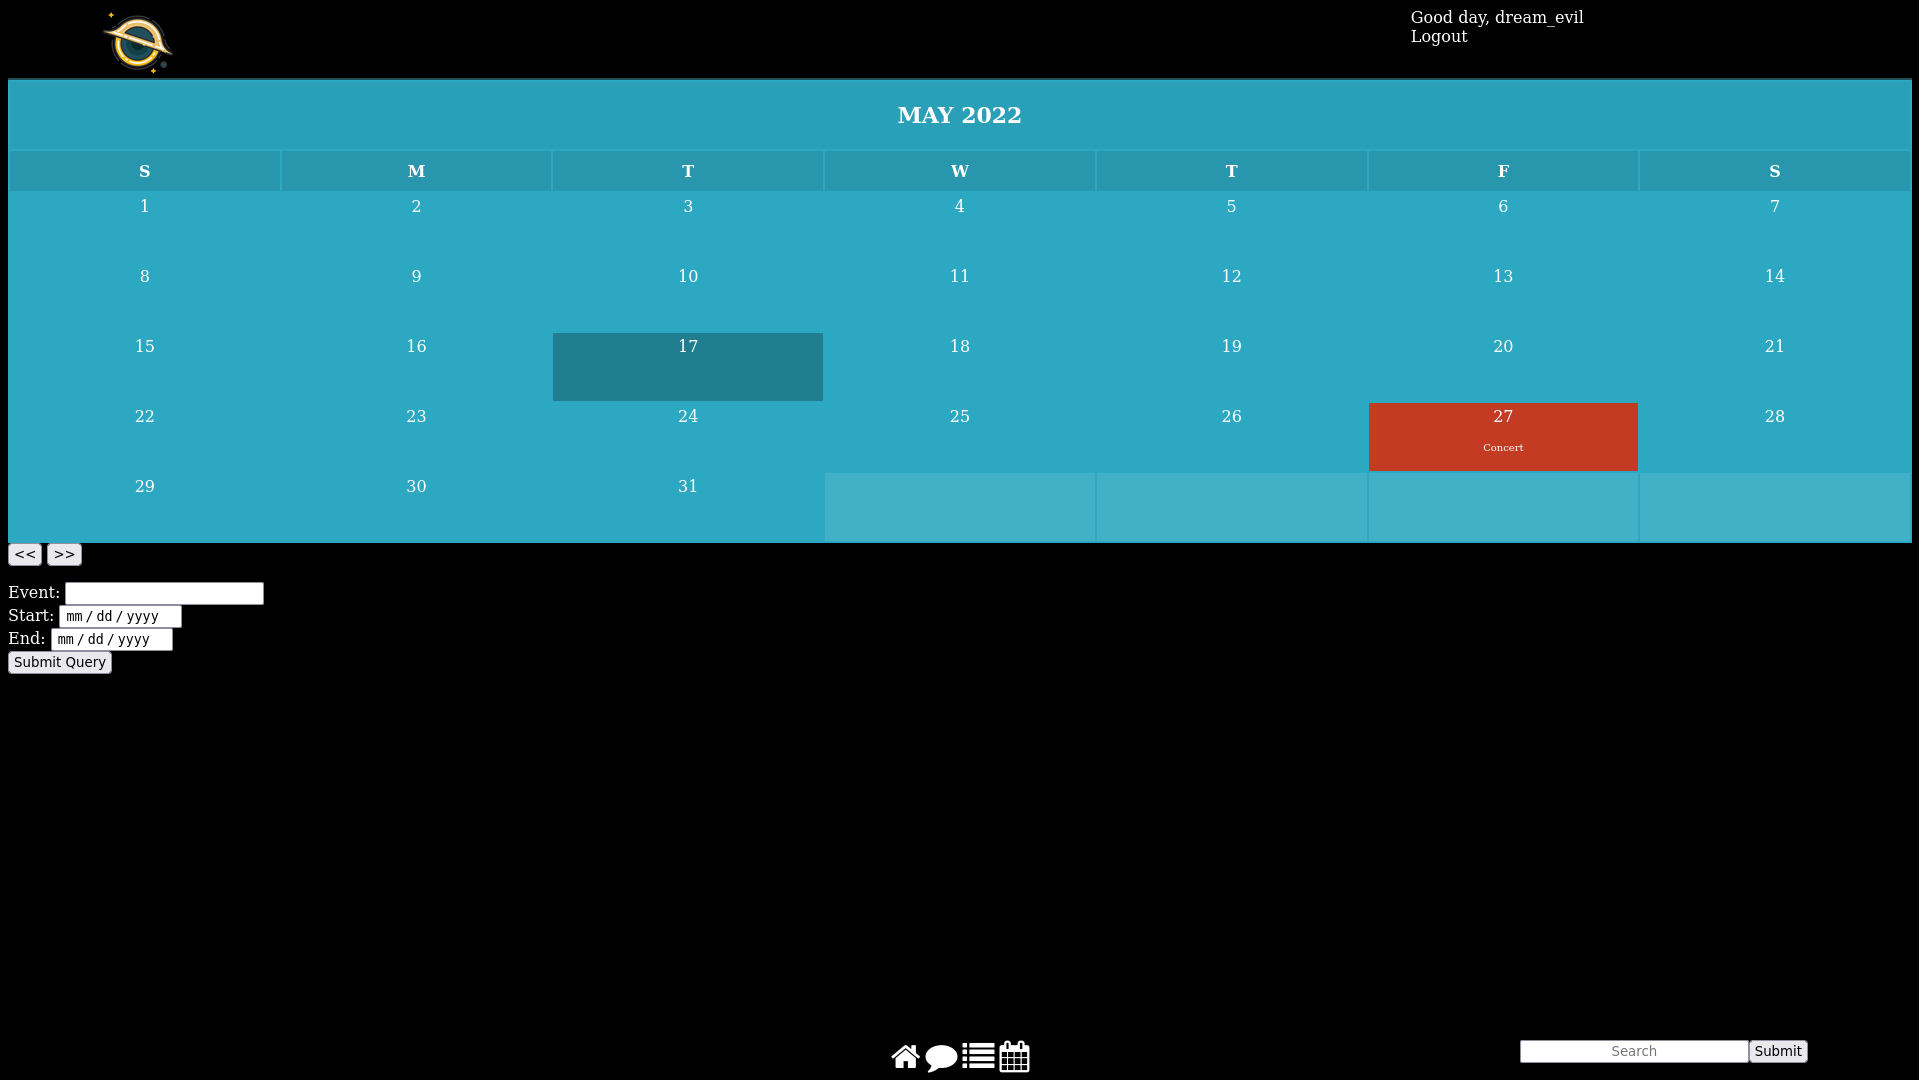 Good day, dream_evil
Logout
MAY 2022
S M T W T F S
1 2 3 4 5 6 7
8 9 10 11 12 13 14
15 16 17 18 19 20 21
22 23 24 25 26 27 28
Concert
29 30 31
<< >>
Event:
Start: mm / dd / yyyy
End: mm / dd / yyyy
Submit Query
Search Submit